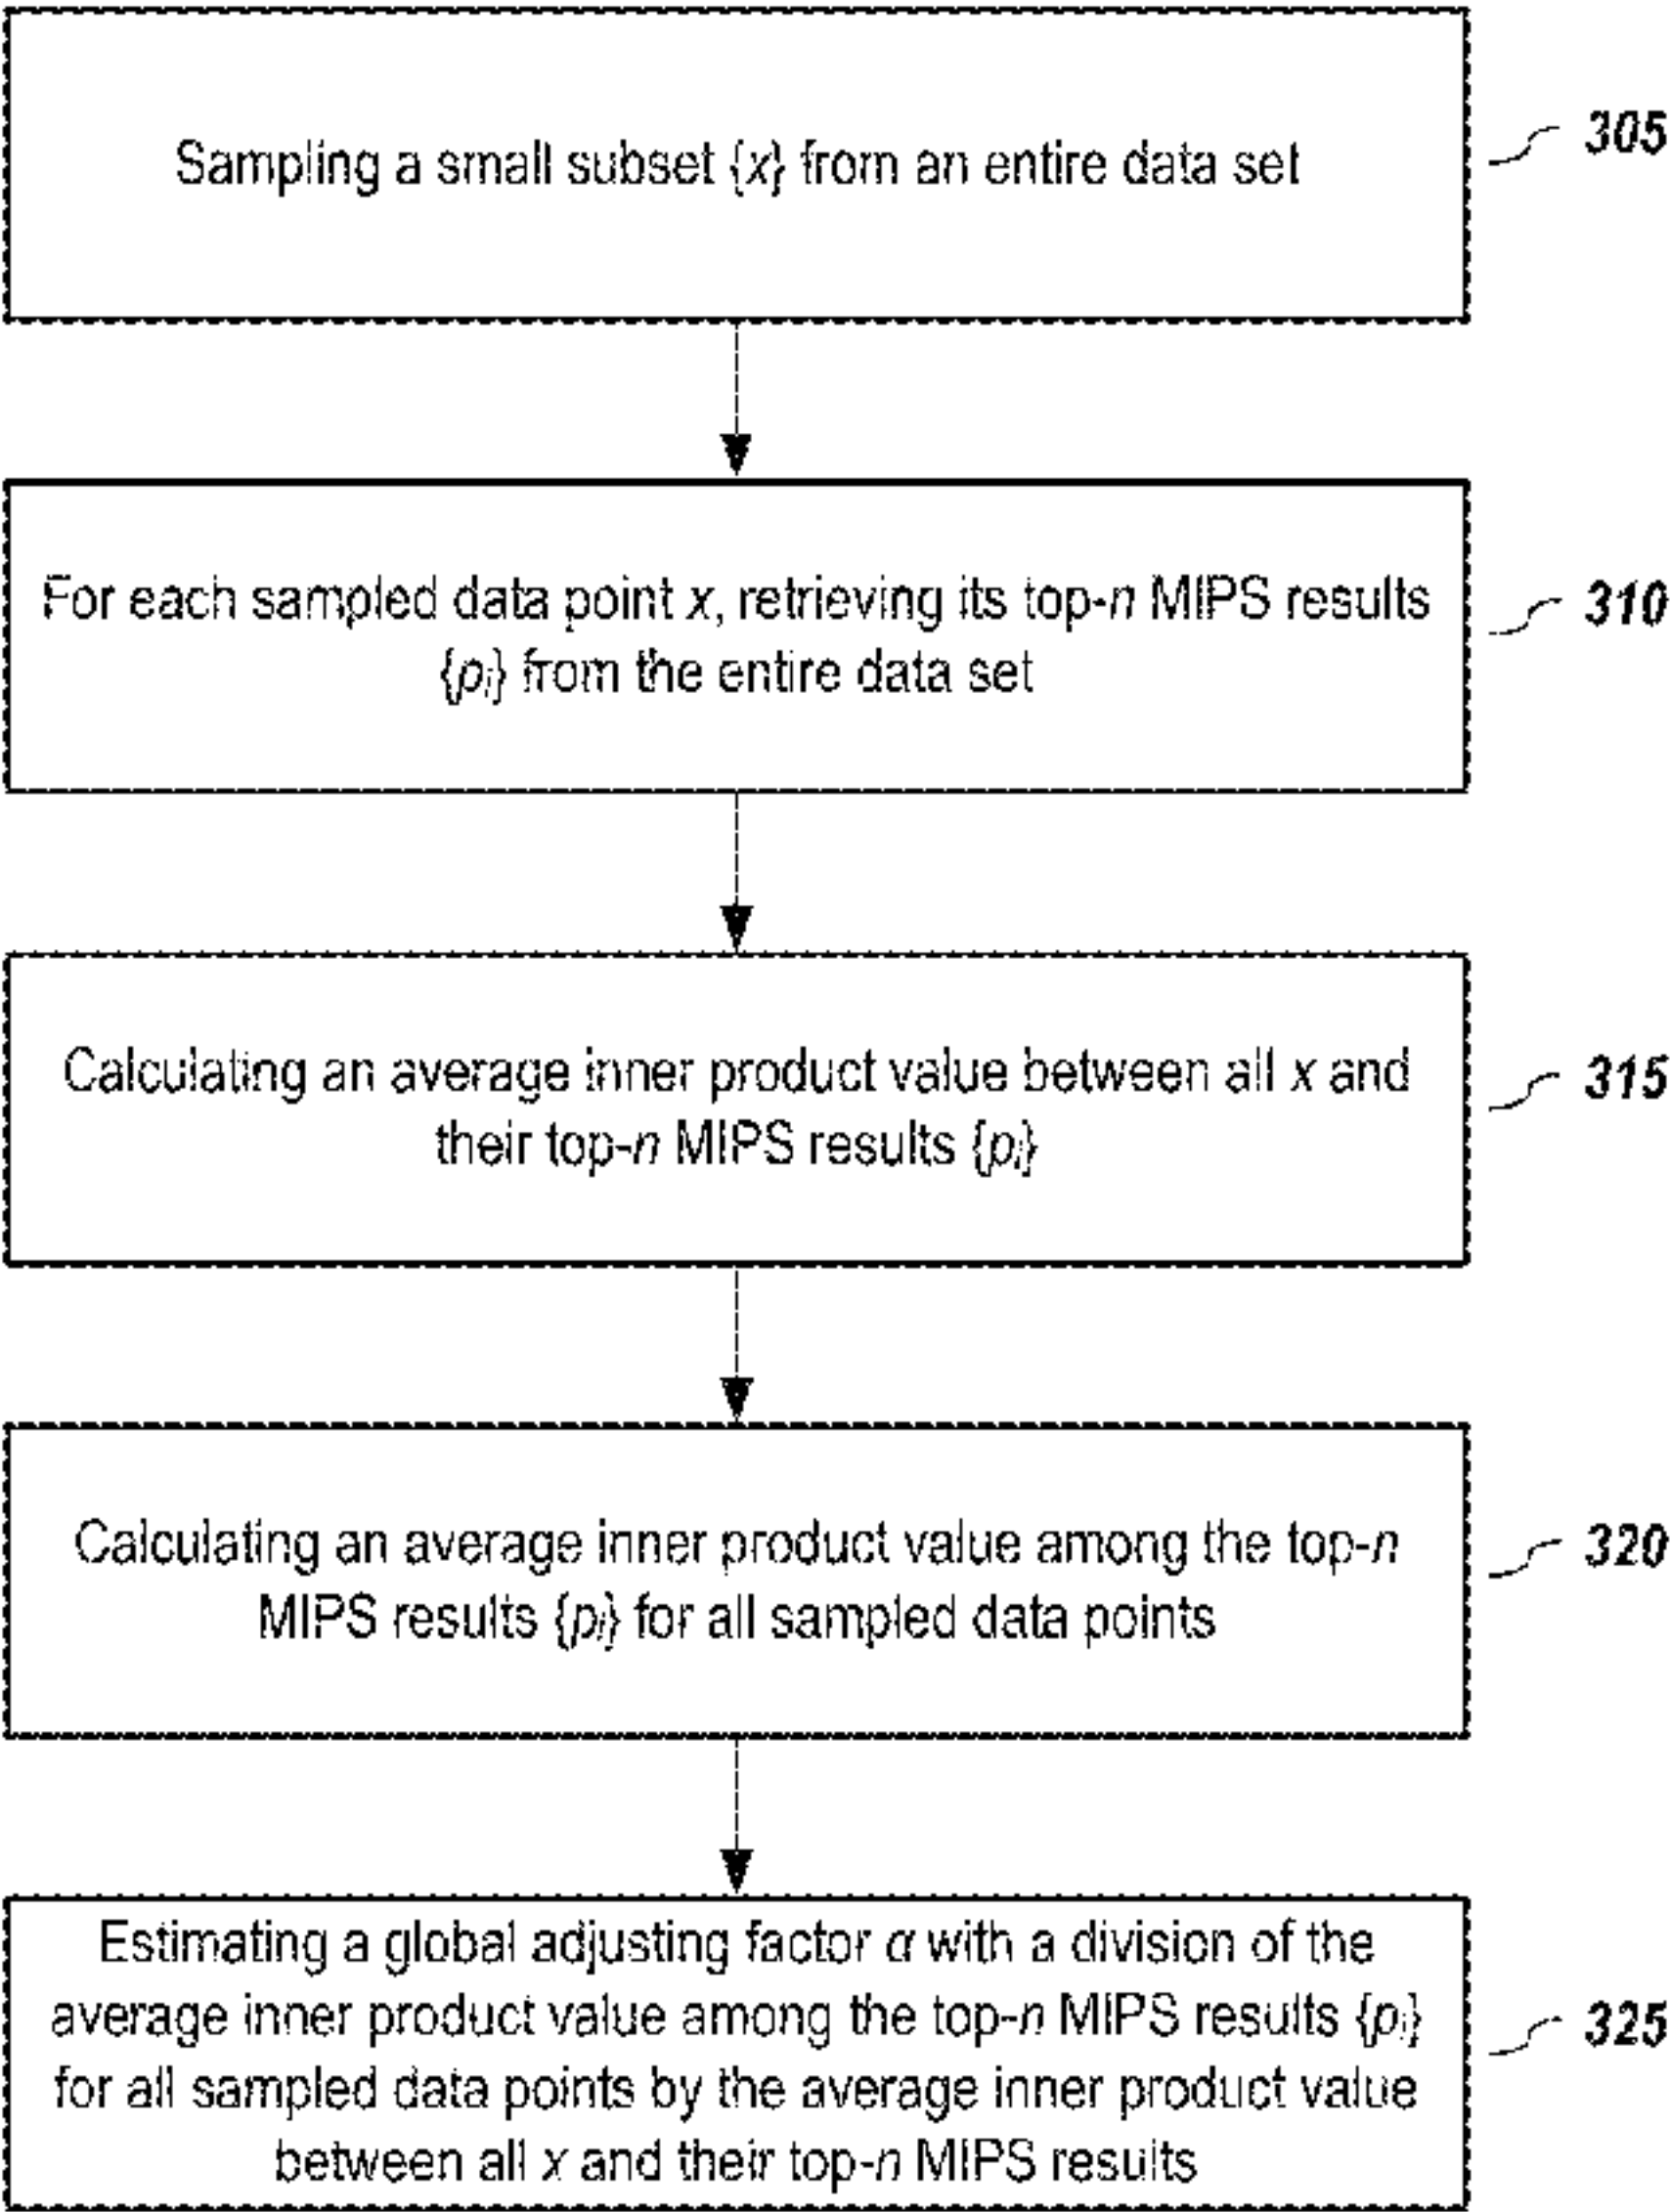 Sampling a small subset {x} from an entire data set
305
For each sampled data point x, retrieving its top-n MIPS results
{pᵢ} from the entire data set
310
Calculating an average inner product value between all x and
their top-n MIPS results {pᵢ}
315
Calculating an average inner product value among the top-n
MIPS results {pᵢ} for all sampled data points
320
Estimating a global adjusting factor α with a division of the
average inner product value among the top-n MIPS results {pᵢ}
for all sampled data points by the average inner product value
between all x and their top-n MIPS results
325